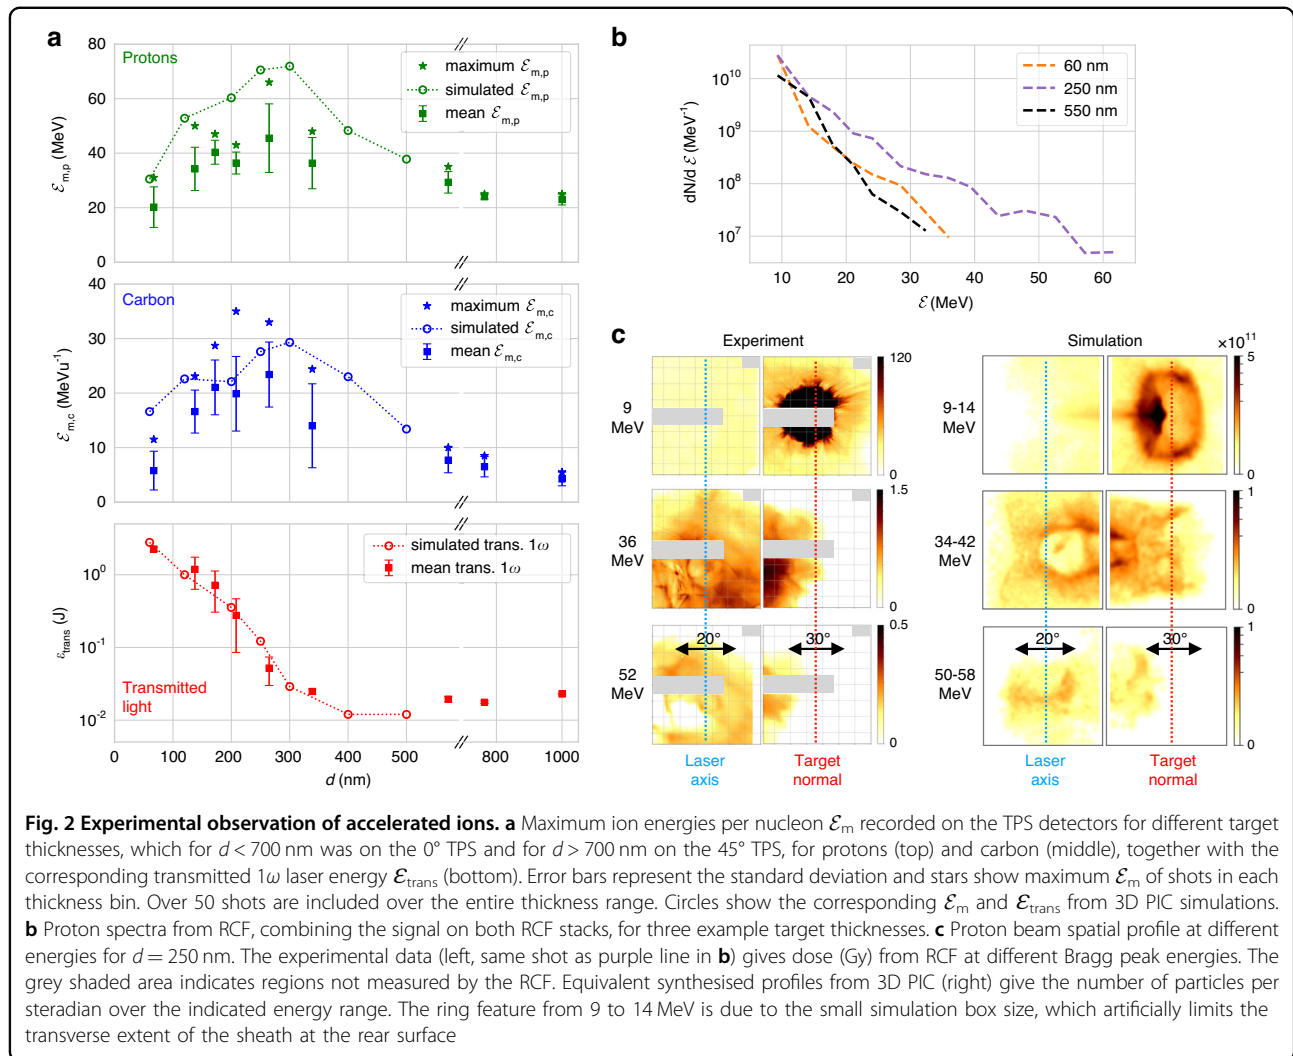 a
Protons
80
60
40
20
0
ℰm,p (MeV)
maximum ℰm,p
simulated ℰm,p
mean ℰm,p
Carbon
40
30
20
10
0
ℰm,c (MeVu-1)
maximum ℰm,c
simulated ℰm,c
mean ℰm,c
10^0
10^-1
10^-2
εtrans (J)
simulated trans. 1ω
mean trans. 1ω
Transmitted
light
0 100 200 300 400 500 600 800 1000
d (nm)
b
10^10
10^9
10^8
10^7
dN/d ℰ (MeV-1)
60 nm
250 nm
550 nm
10 20 30 40 50 60
ℰ (MeV)
c
Experiment
Simulation
×10^11
9
MeV
120
0
9-14
MeV
5
0
36
MeV
1.5
0
34-42
MeV
1
0
52
MeV
20°
30°
0.5
0
50-58
MeV
20°
30°
1
0
Laser
axis
Target
normal
Laser
axis
Target
normal
Fig. 2 Experimental observation of accelerated ions. a Maximum ion energies per nucleon ℰm recorded on the TPS detectors for different target
thicknesses, which for d < 700 nm was on the 0° TPS and for d > 700 nm on the 45° TPS, for protons (top) and carbon (middle), together with the
corresponding transmitted 1ω laser energy ℰtrans (bottom). Error bars represent the standard deviation and stars show maximum ℰm of shots in each
thickness bin. Over 50 shots are included over the entire thickness range. Circles show the corresponding ℰm and ℰtrans from 3D PIC simulations.
b Proton spectra from RCF, combining the signal on both RCF stacks, for three example target thicknesses. c Proton beam spatial profile at different
energies for d = 250 nm. The experimental data (left, same shot as purple line in b) gives dose (Gy) from RCF at different Bragg peak energies. The
grey shaded area indicates regions not measured by the RCF. Equivalent synthesised profiles from 3D PIC (right) give the number of particles per
steradian over the indicated energy range. The ring feature from 9 to 14 MeV is due to the small simulation box size, which artificially limits the
transverse extent of the sheath at the rear surface